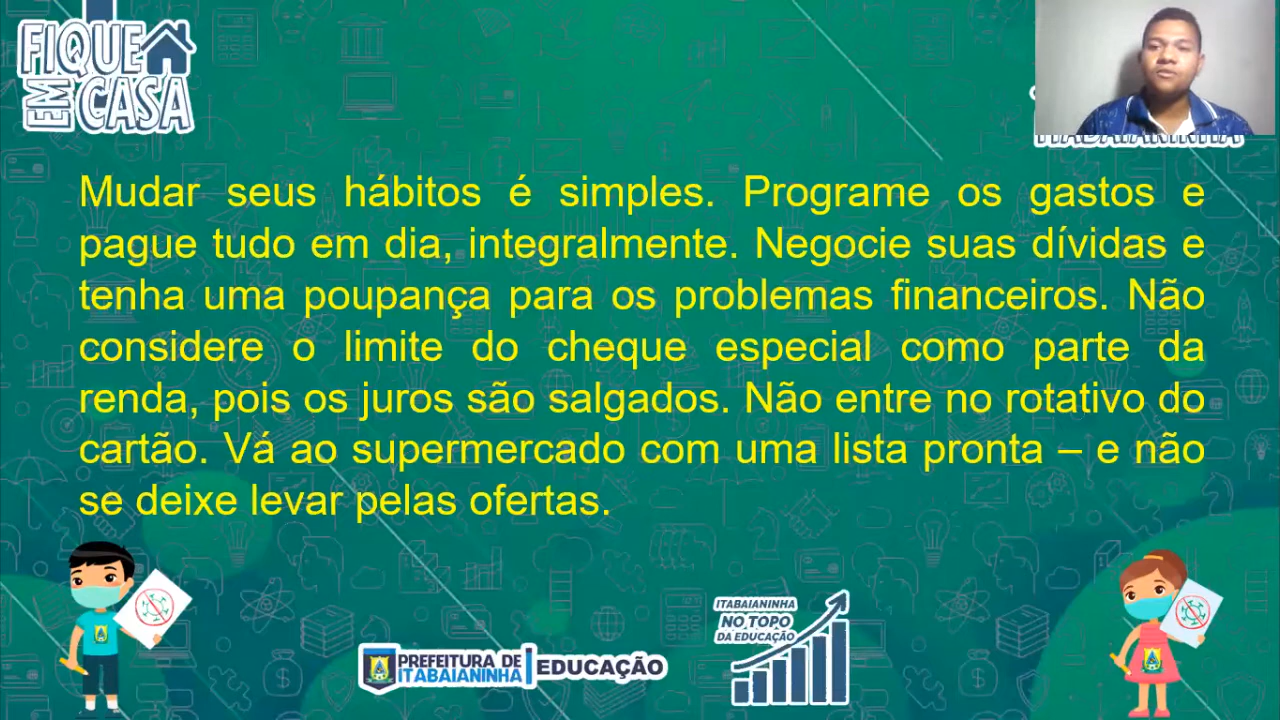 FIQUE
EM CASA
Mudar seus hábitos é simples. Programe os gastos e
pague tudo em dia, integralmente. Negocie suas dívidas e
tenha uma poupança para os problemas financeiros. Não
considere o limite do cheque especial como parte da
renda, pois os juros são salgados. Não entre no rotativo do
cartão. Vá ao supermercado com uma lista pronta – e não
se deixe levar pelas ofertas.
ITABAIANINHA
NO TOPO
DA EDUCAÇÃO
PREFEITURA DE
ITABAIANINHA
EDUCAÇÃO